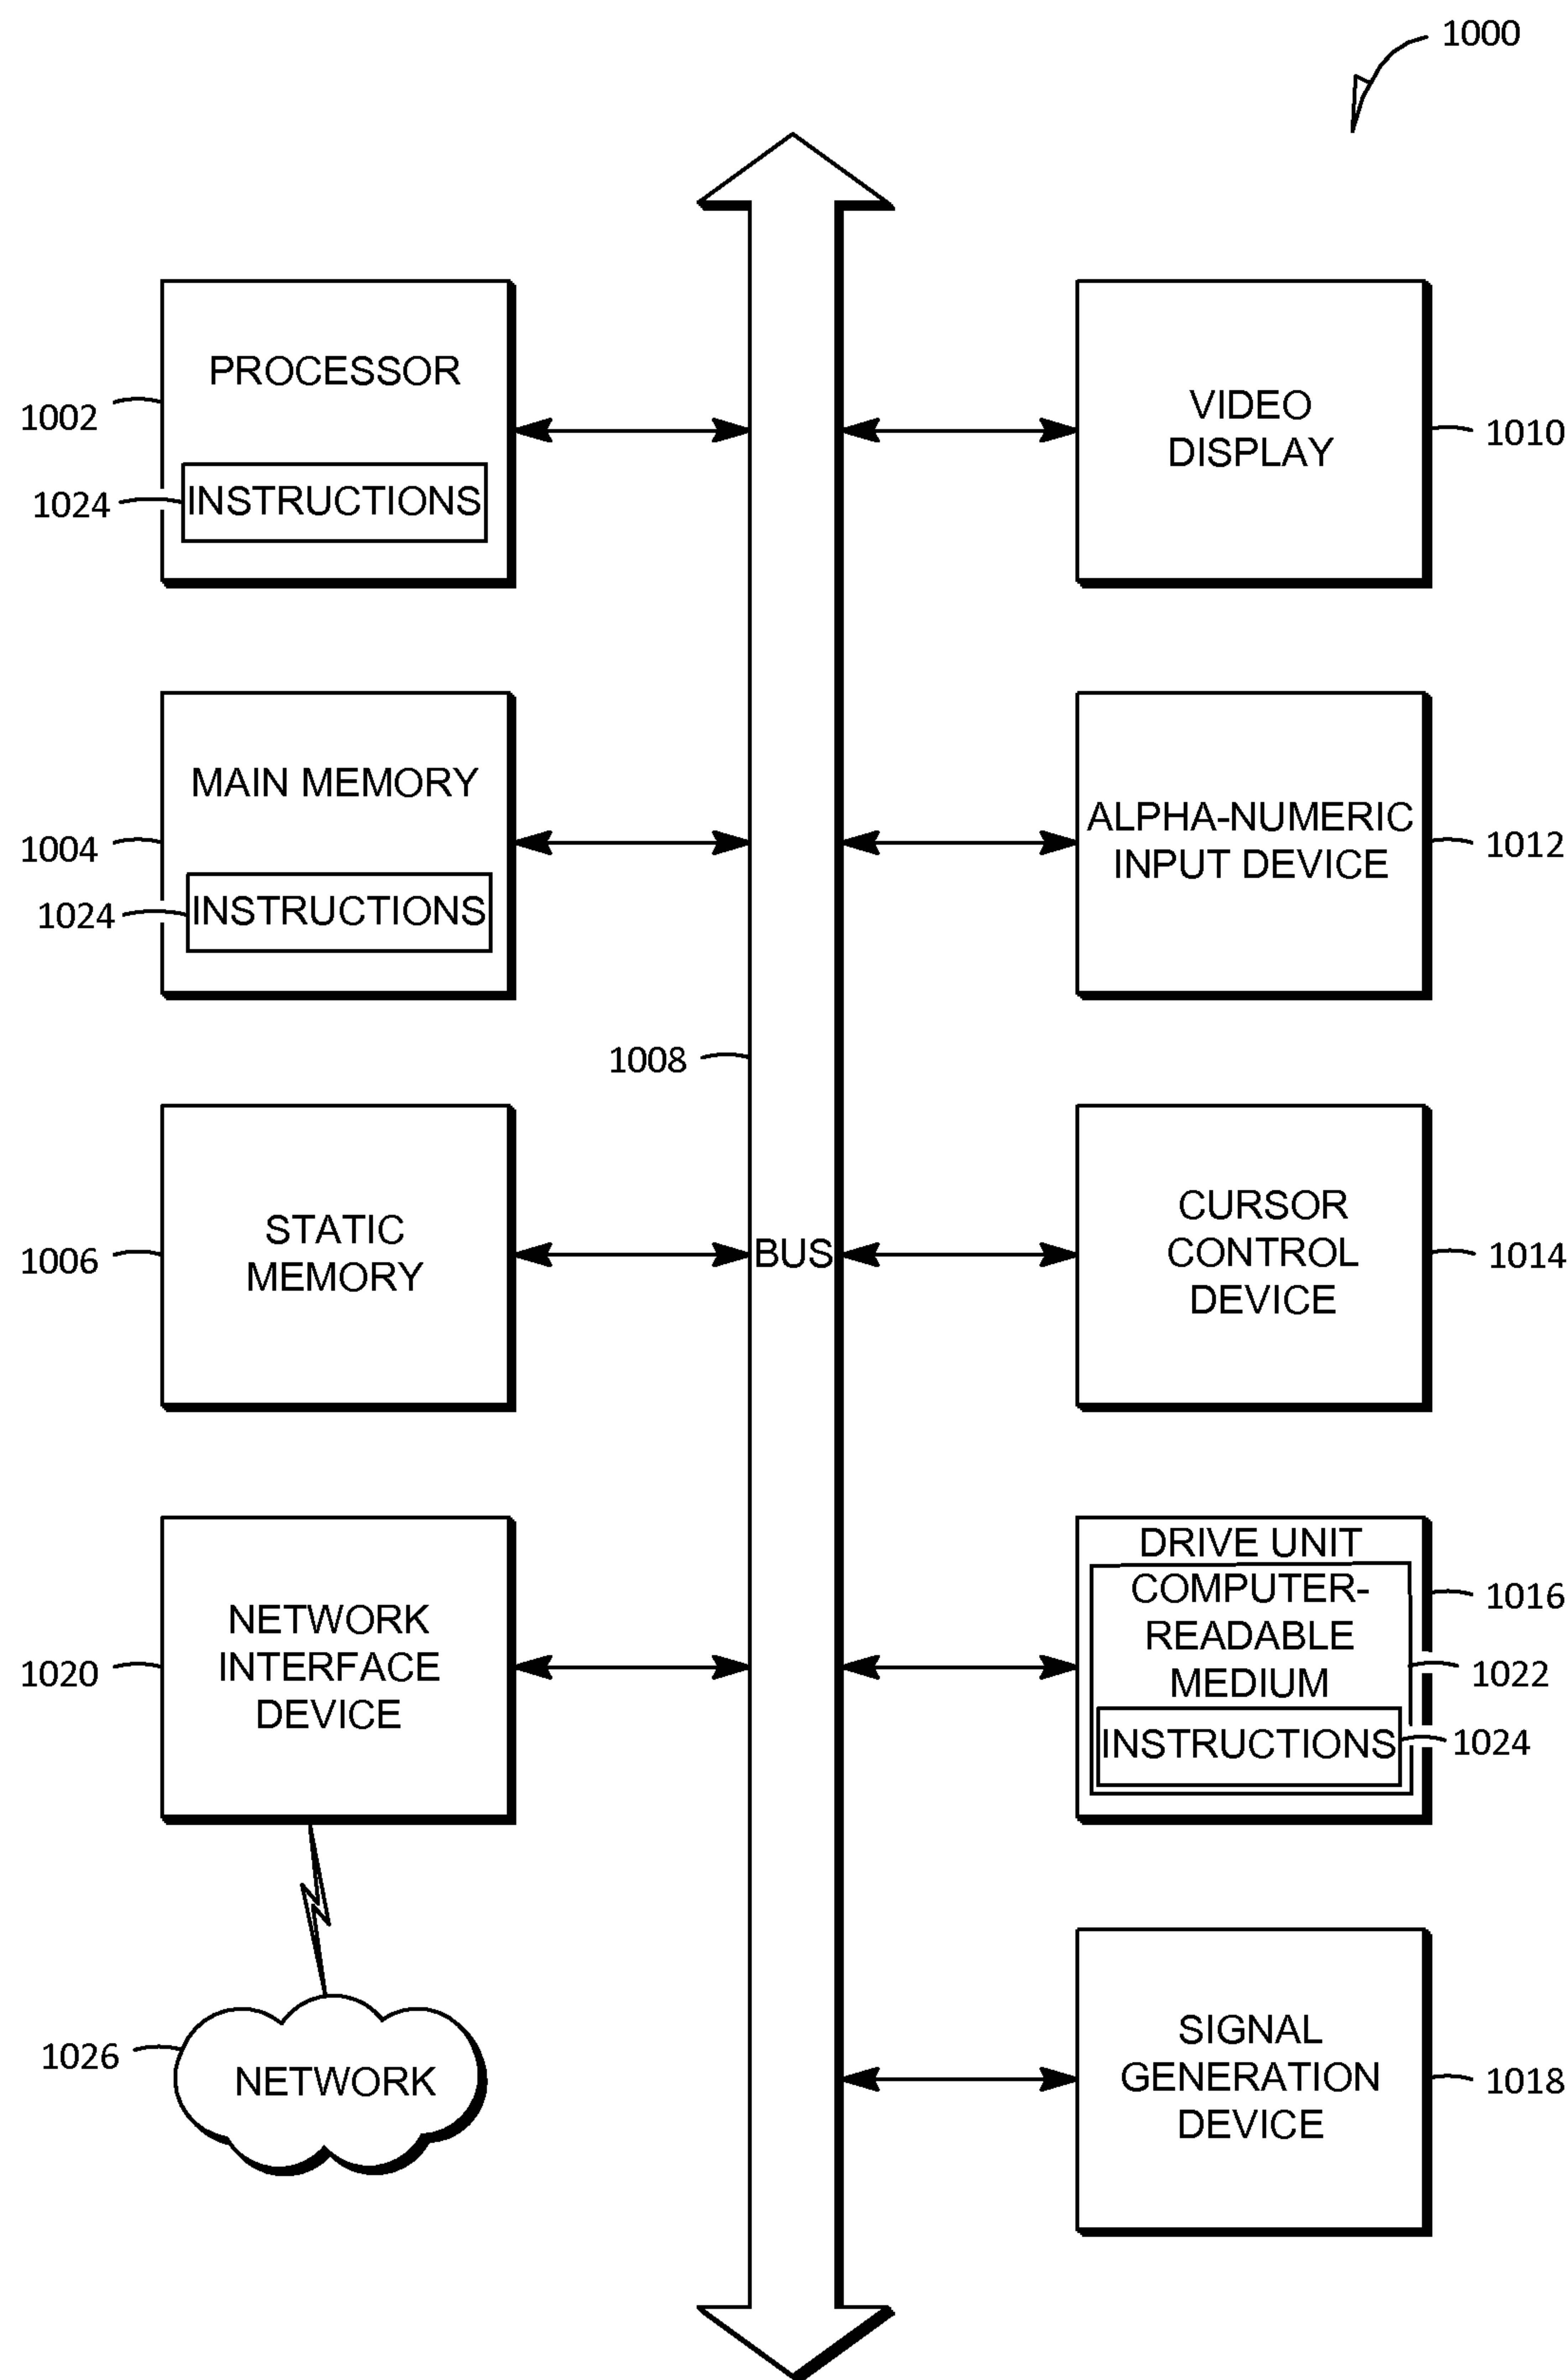 1000
PROCESSOR
1002
INSTRUCTIONS
1024
VIDEO
DISPLAY
1010
MAIN MEMORY
1004
INSTRUCTIONS
1024
ALPHA-NUMERIC
INPUT DEVICE
1012
1008
BUS
STATIC
MEMORY
1006
CURSOR
CONTROL
DEVICE
1014
NETWORK
INTERFACE
DEVICE
1020
DRIVE UNIT
COMPUTER-
READABLE
MEDIUM
INSTRUCTIONS
1016
1022
1024
NETWORK
1026
SIGNAL
GENERATION
DEVICE
1018